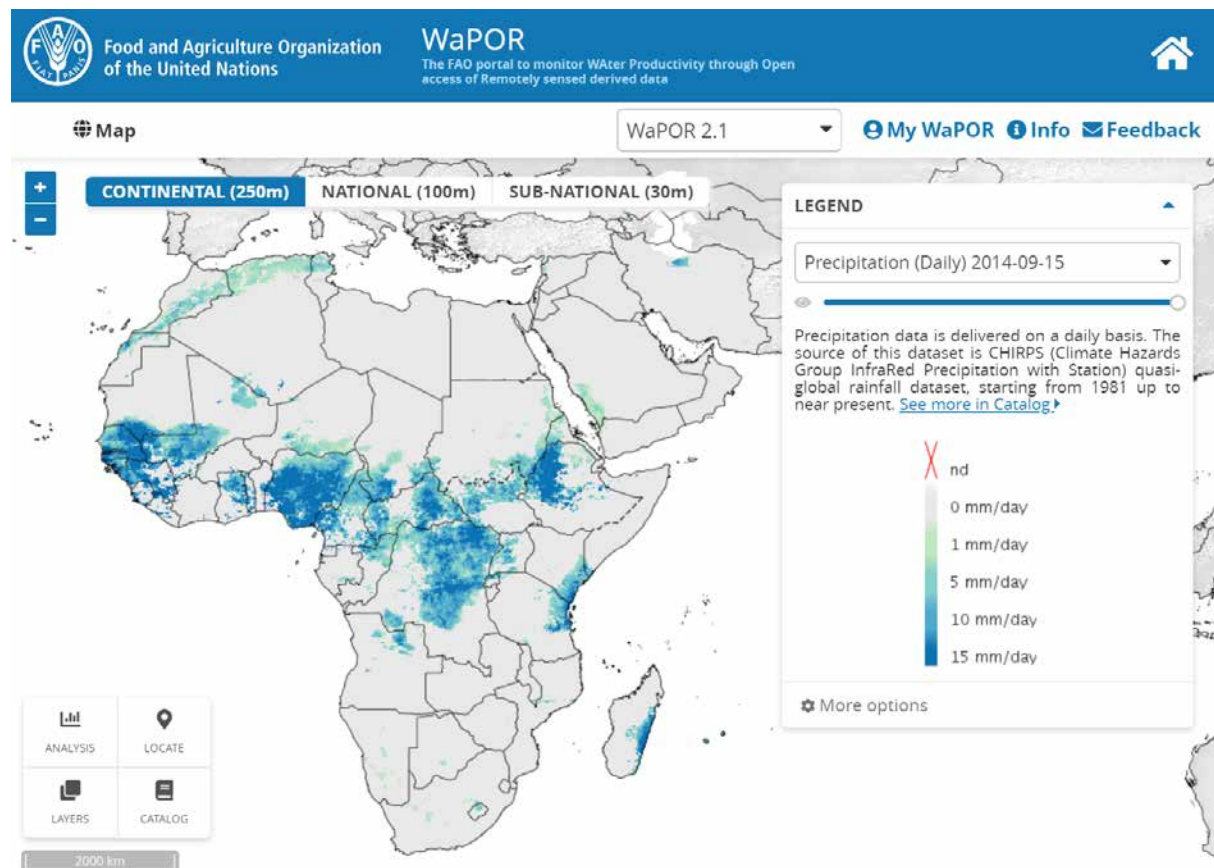 FAO
FIAT PANIS
Food and Agriculture Organization
of the United Nations
WaPOR
The FAO portal to monitor WAter Productivity through Open
access of Remotely sensed derived data
Map
WaPOR 2.1
My WaPOR
Info
Feedback
+
−
CONTINENTAL (250m)
NATIONAL (100m)
SUB-NATIONAL (30m)
LEGEND
Precipitation (Daily) 2014-09-15
Precipitation data is delivered on a daily basis. The
source of this dataset is CHIRPS (Climate Hazards
Group InfraRed Precipitation with Station) quasi-
global rainfall dataset, starting from 1981 up to
near present. See more in Catalog
nd
0 mm/day
1 mm/day
5 mm/day
10 mm/day
15 mm/day
More options
ANALYSIS
LOCATE
LAYERS
CATALOG
2000 km